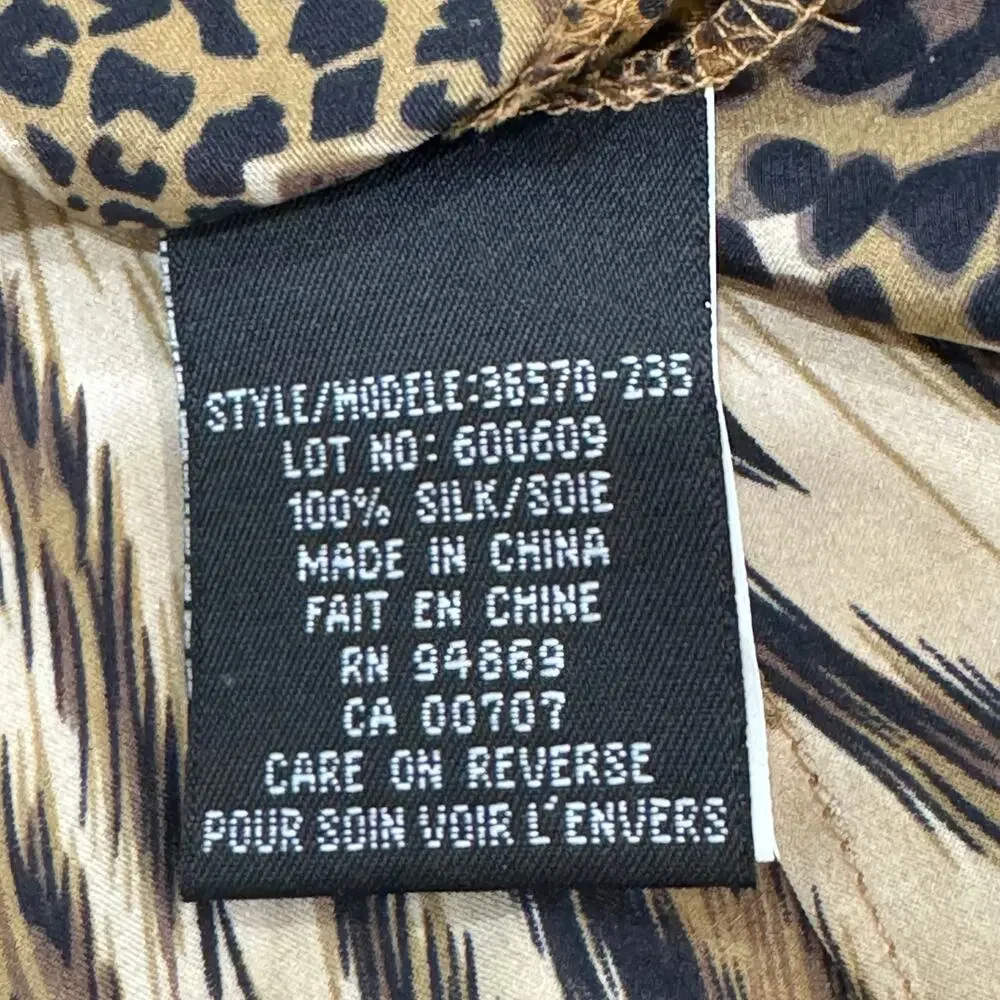 STYLE/MODELE:36570-235
LOT NO: 600609
100% SILK/SOIE
MADE IN CHINA
FAIT EN CHINE
RN 94869
CA 00707
CARE ON REVERSE
POUR SOIN VOIR L'ENVERS